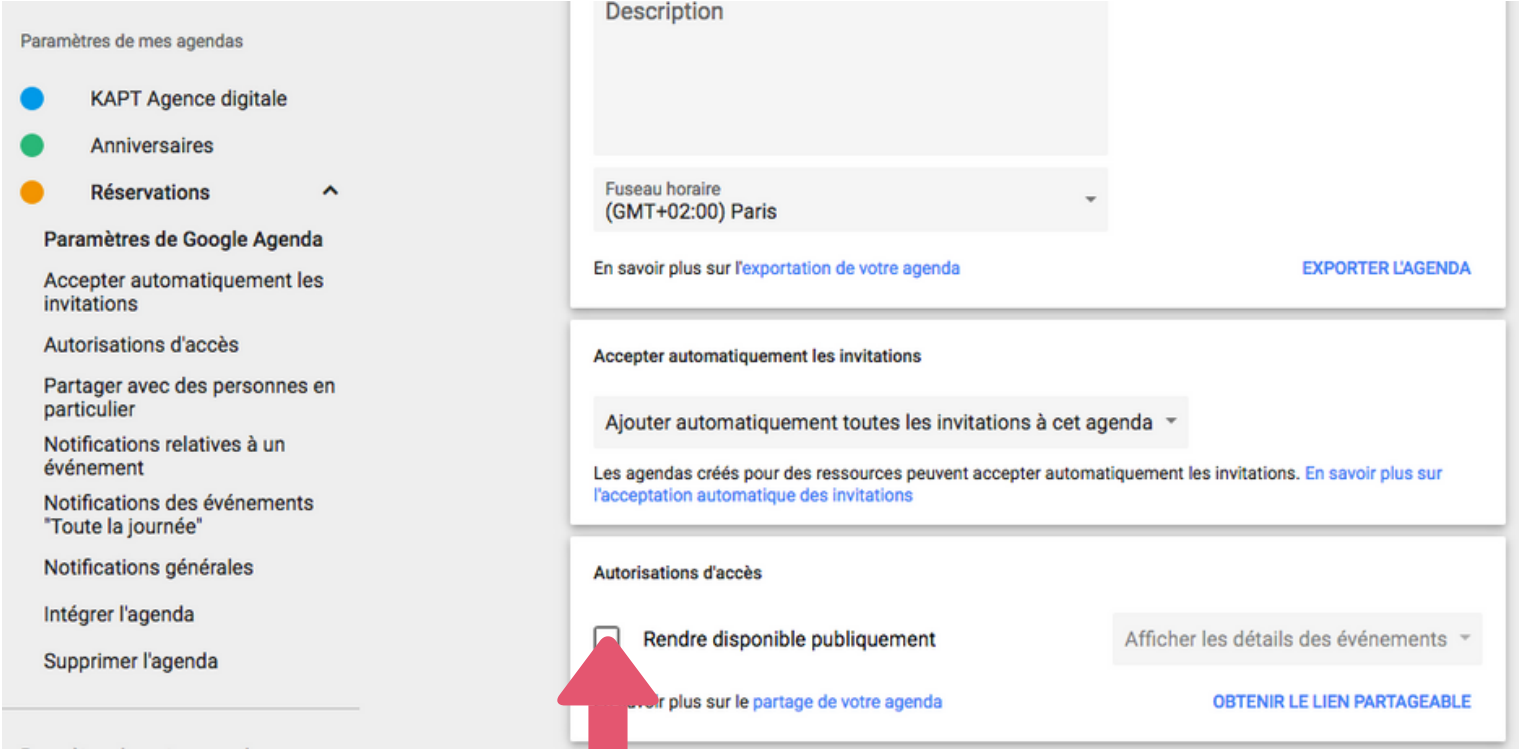 Paramètres de mes agendas
KAPT Agence digitale
Anniversaires
Réservations
Paramètres de Google Agenda
Accepter automatiquement les
invitations
Autorisations d'accès
Partager avec des personnes en
particulier
Notifications relatives à un
événement
Notifications des événements
"Toute la journée"
Notifications générales
Intégrer l'agenda
Supprimer l'agenda
Description
Fuseau horaire
(GMT+02:00) Paris
En savoir plus sur l'exportation de votre agenda
EXPORTER L'AGENDA
Accepter automatiquement les invitations
Ajouter automatiquement toutes les invitations à cet agenda
Les agendas créés pour des ressources peuvent accepter automatiquement les invitations. En savoir plus sur
l'acceptation automatique des invitations
Autorisations d'accès
Rendre disponible publiquement
Afficher les détails des événements
plus sur le partage de votre agenda
OBTENIR LE LIEN PARTAGEABLE